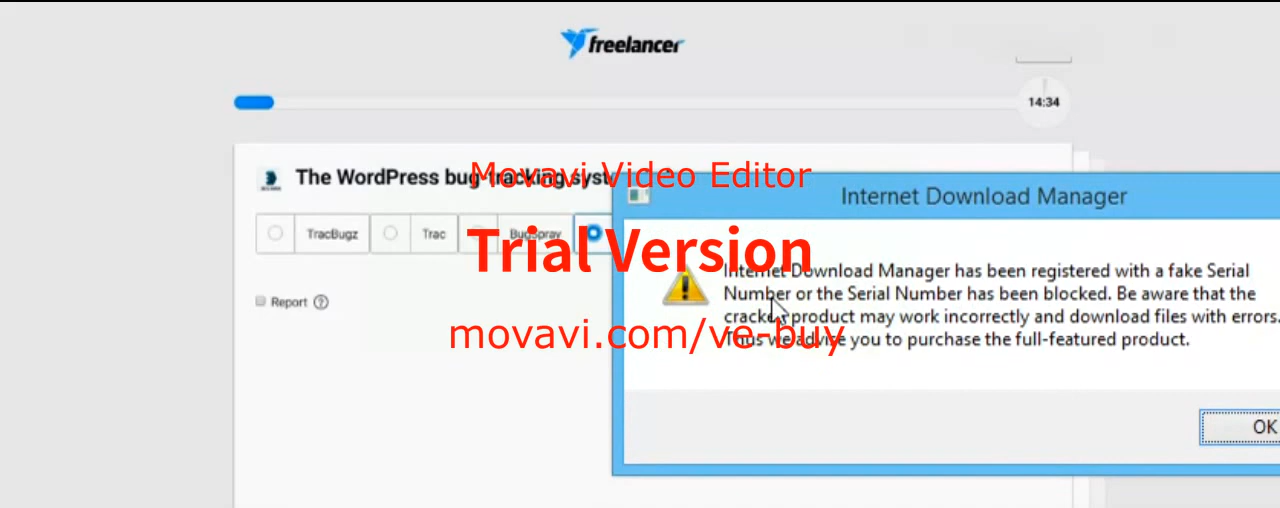 freelancer
14:34
The WordPress bug-tracking syst
Movavi Video Editor
Internet Download Manager
TracBugz
Trac
BugSpray
Trial Version
Internet Download Manager has been registered with a fake Serial
Number or the Serial Number has been blocked. Be aware that the
cracked product may work incorrectly and download files with errors.
Thus we advise you to purchase the full-featured product.
Report ?
movavi.com/ve-buy
OK